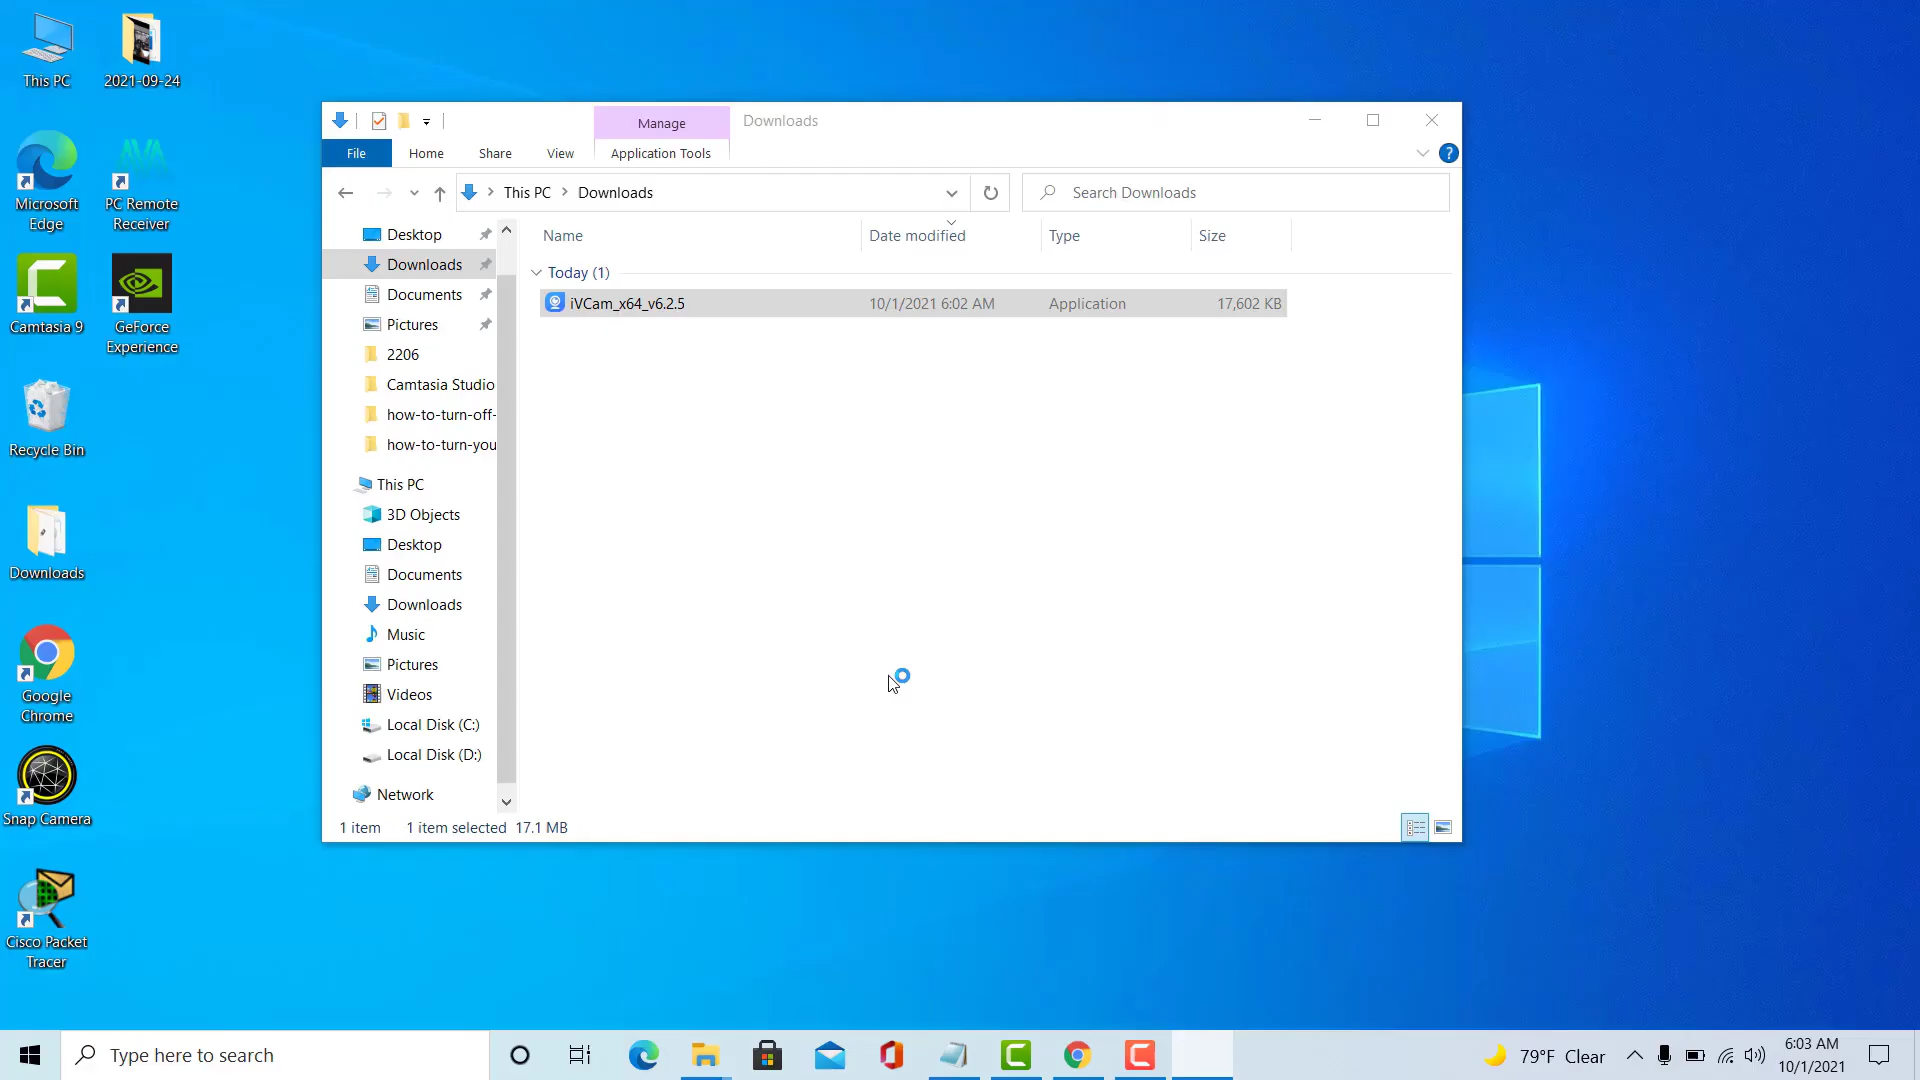 This PC
2021-09-24
Microsoft
Edge
PC Remote
Receiver
Camtasia 9
GeForce
Experience
Recycle Bin
Downloads
Google
Chrome
Snap Camera
Cisco Packet
Tracer
Manage
Downloads
File
Home
Share
View
Application Tools
?
This PC
Downloads
Search Downloads
Name
Date modified
Type
Size
Desktop
Downloads
Documents
Pictures
2206
Camtasia Studio
how-to-turn-off-
how-to-turn-you
This PC
3D Objects
Desktop
Documents
Downloads
Music
Pictures
Videos
Local Disk (C:)
Local Disk (D:)
Network
Today (1)
iVCam_x64_v6.2.5
10/1/2021 6:02 AM
Application
17,602 KB
1 item
1 item selected
17.1 MB
Type here to search
79°F Clear
6:03 AM
10/1/2021